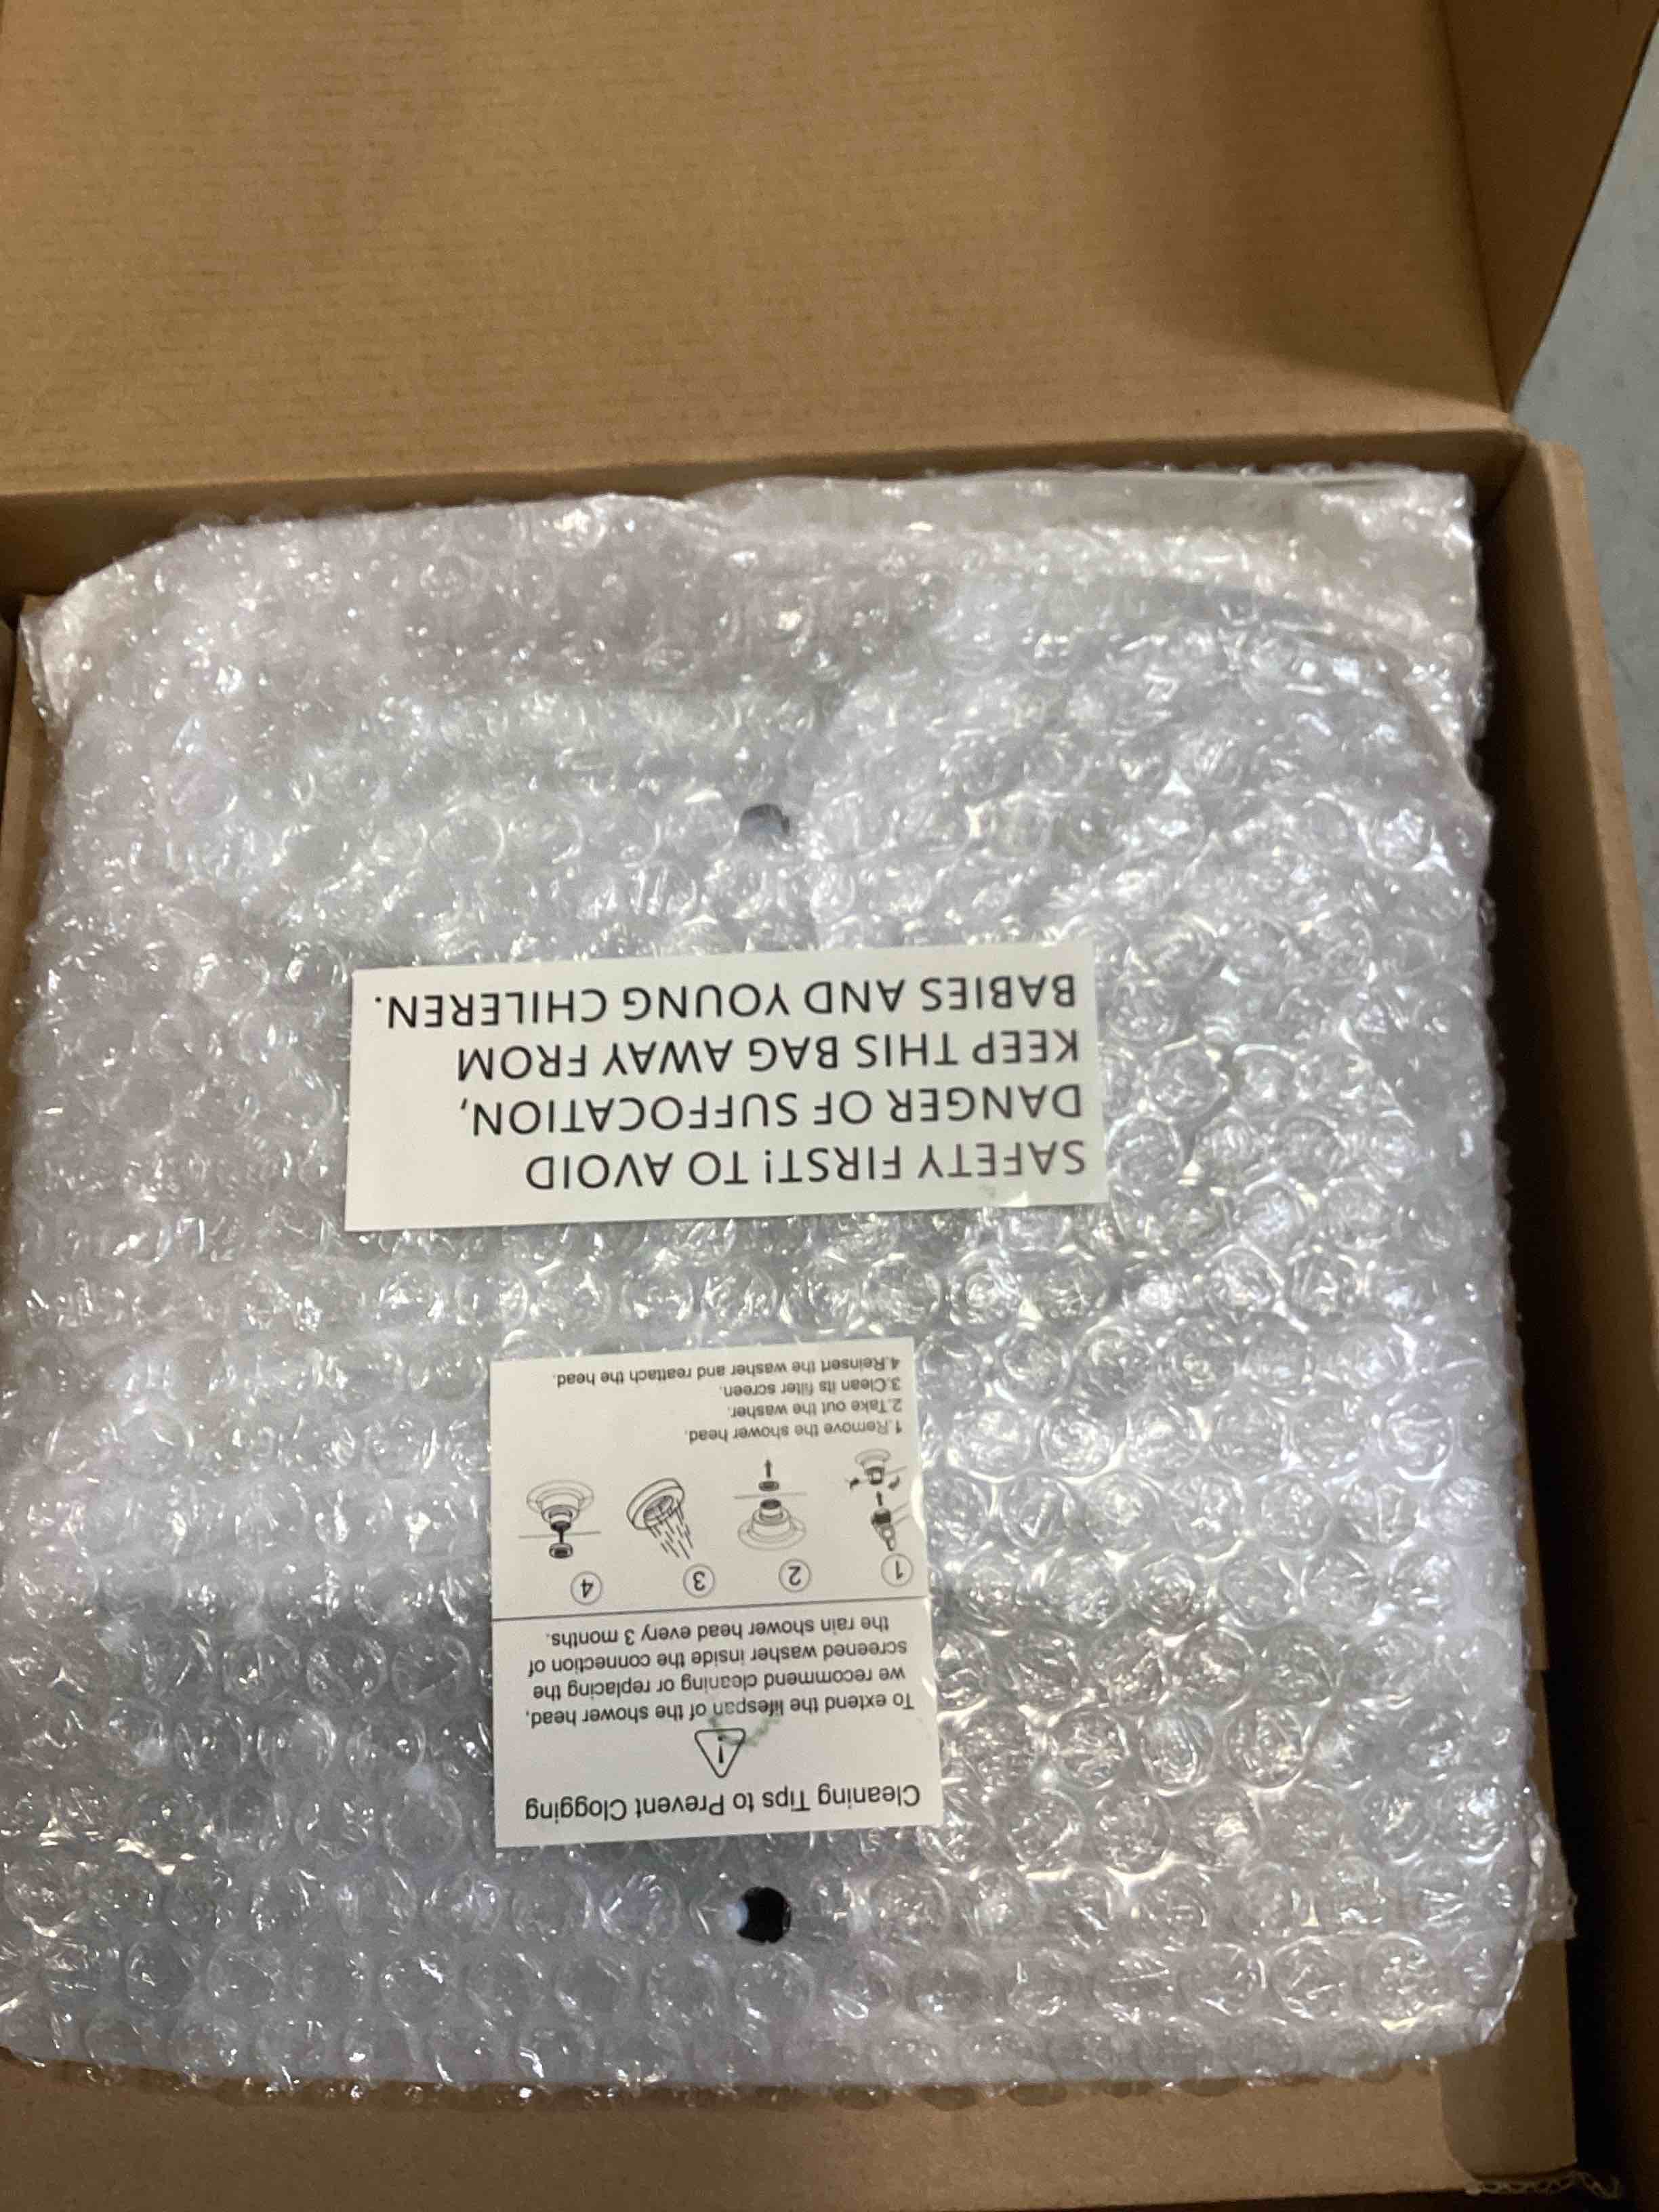 Cleaning Tips to Prevent Clogging
To extend the lifespan of the shower head,
we recommend cleaning or replacing the
screened washer inside the connection of
the rain shower head every 3 months.
1 2 3 4
1.Remove the shower head.
2.Take out the washer.
3.Clean its filter screen.
4.Reinsert the washer and reattach the head.
SAFETY FIRST! TO AVOID
DANGER OF SUFFOCATION,
KEEP THIS BAG AWAY FROM
BABIES AND YOUNG CHILEREN.